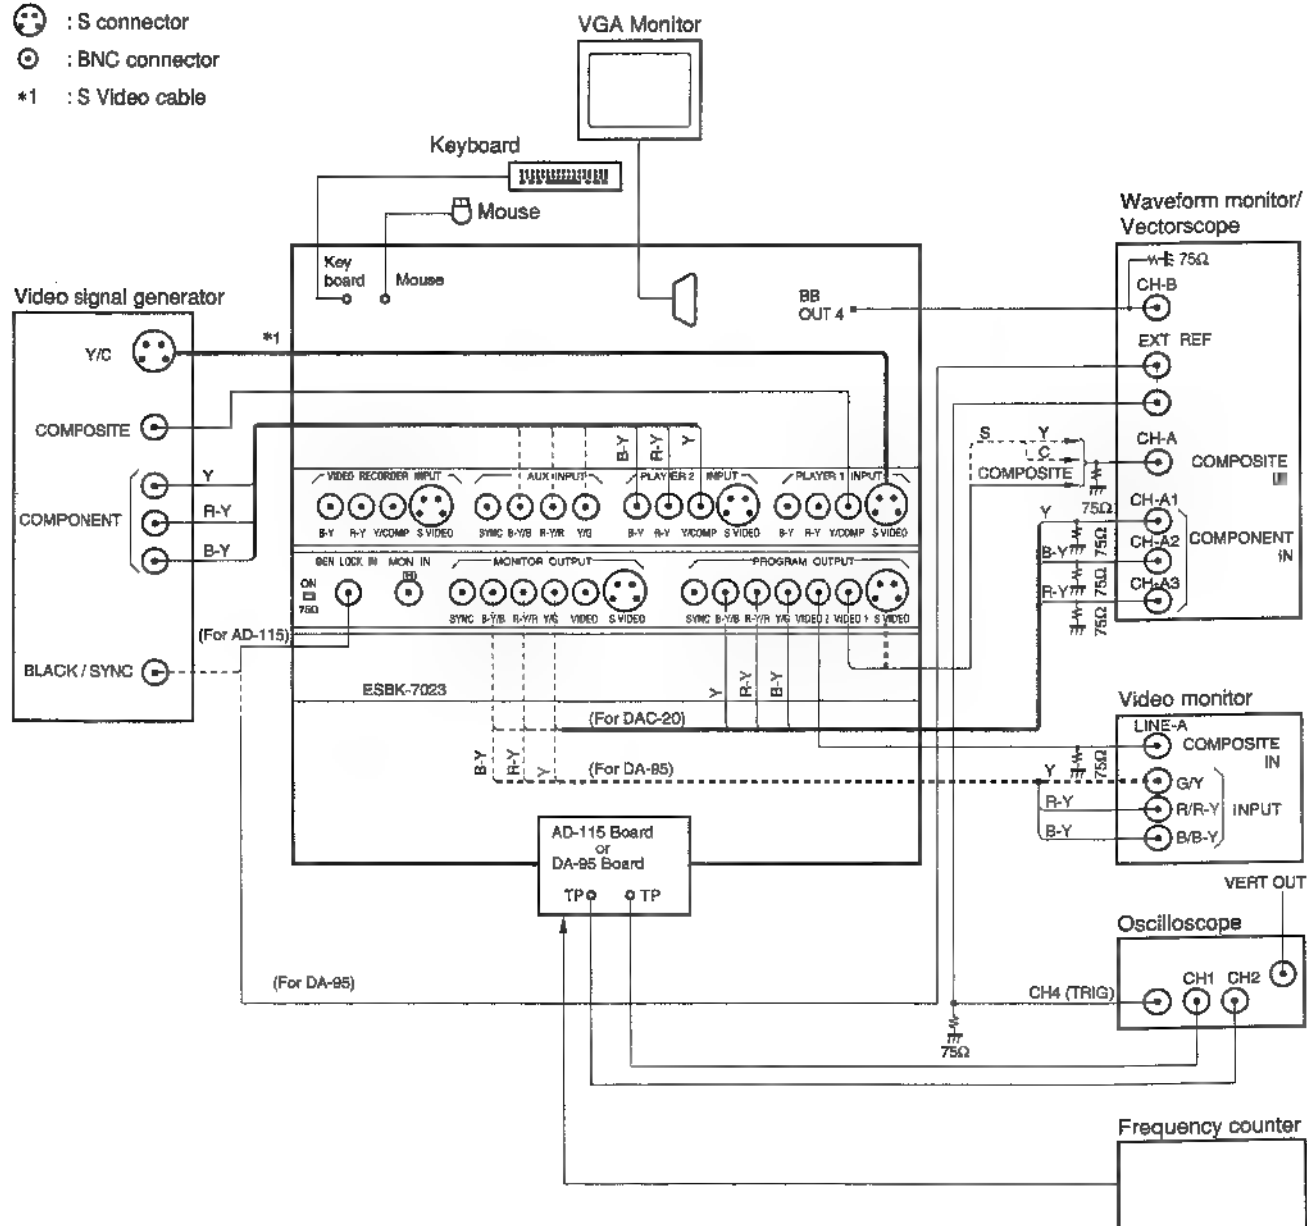 : S connector
: BNC connector
*1 : S Video cable
VGA Monitor
Keyboard
Mouse
Waveform monitor/
Vectorscope
75Ω
CH-B
EXT REF
CH-A
COMPOSITE
CH-A1
CH-A2
CH-A3
COMPONENT
IN
75Ω
75Ω
75Ω
75Ω
Key
board
Mouse
BB
OUT 4
Video signal generator
Y/C
*1
COMPOSITE
COMPONENT
Y
R-Y
B-Y
BLACK / SYNC
B-Y
R-Y
Y
S
Y
C
COMPOSITE
Y
B-Y
R-Y
VIDEO RECORDER INPUT
AUX INPUT
PLAYER 2 INPUT
PLAYER 1 INPUT
B-Y R-Y Y/COMP S VIDEO
SYNC B-Y/B R-Y/R Y/G
B-Y R-Y Y/COMP S VIDEO
B-Y R-Y Y/COMP S VIDEO
GEN LOCK IN
MON IN
(R)
MONITOR OUTPUT
PROGRAM OUTPUT
ON
75Ω
SYNC B-Y/B R-Y/R Y/G VIDEO S VIDEO
SYNC B-Y/B R-Y/R Y/G VIDEO 2 VIDEO 1 S VIDEO
(For AD-115)
ESBK-7023
Y
R-Y
B-Y
(For DAC-20)
B-Y
R-Y
Y
(For DA-95)
Video monitor
LINE-A
COMPOSITE
IN
75Ω
Y
R-Y
B-Y
G/Y
R/R-Y
B/B-Y
INPUT
AD-115 Board
or
DA-95 Board
TP
TP
VERT OUT
Oscilloscope
CH1 CH2
CH4 (TRIG)
(For DA-95)
75Ω
Frequency counter